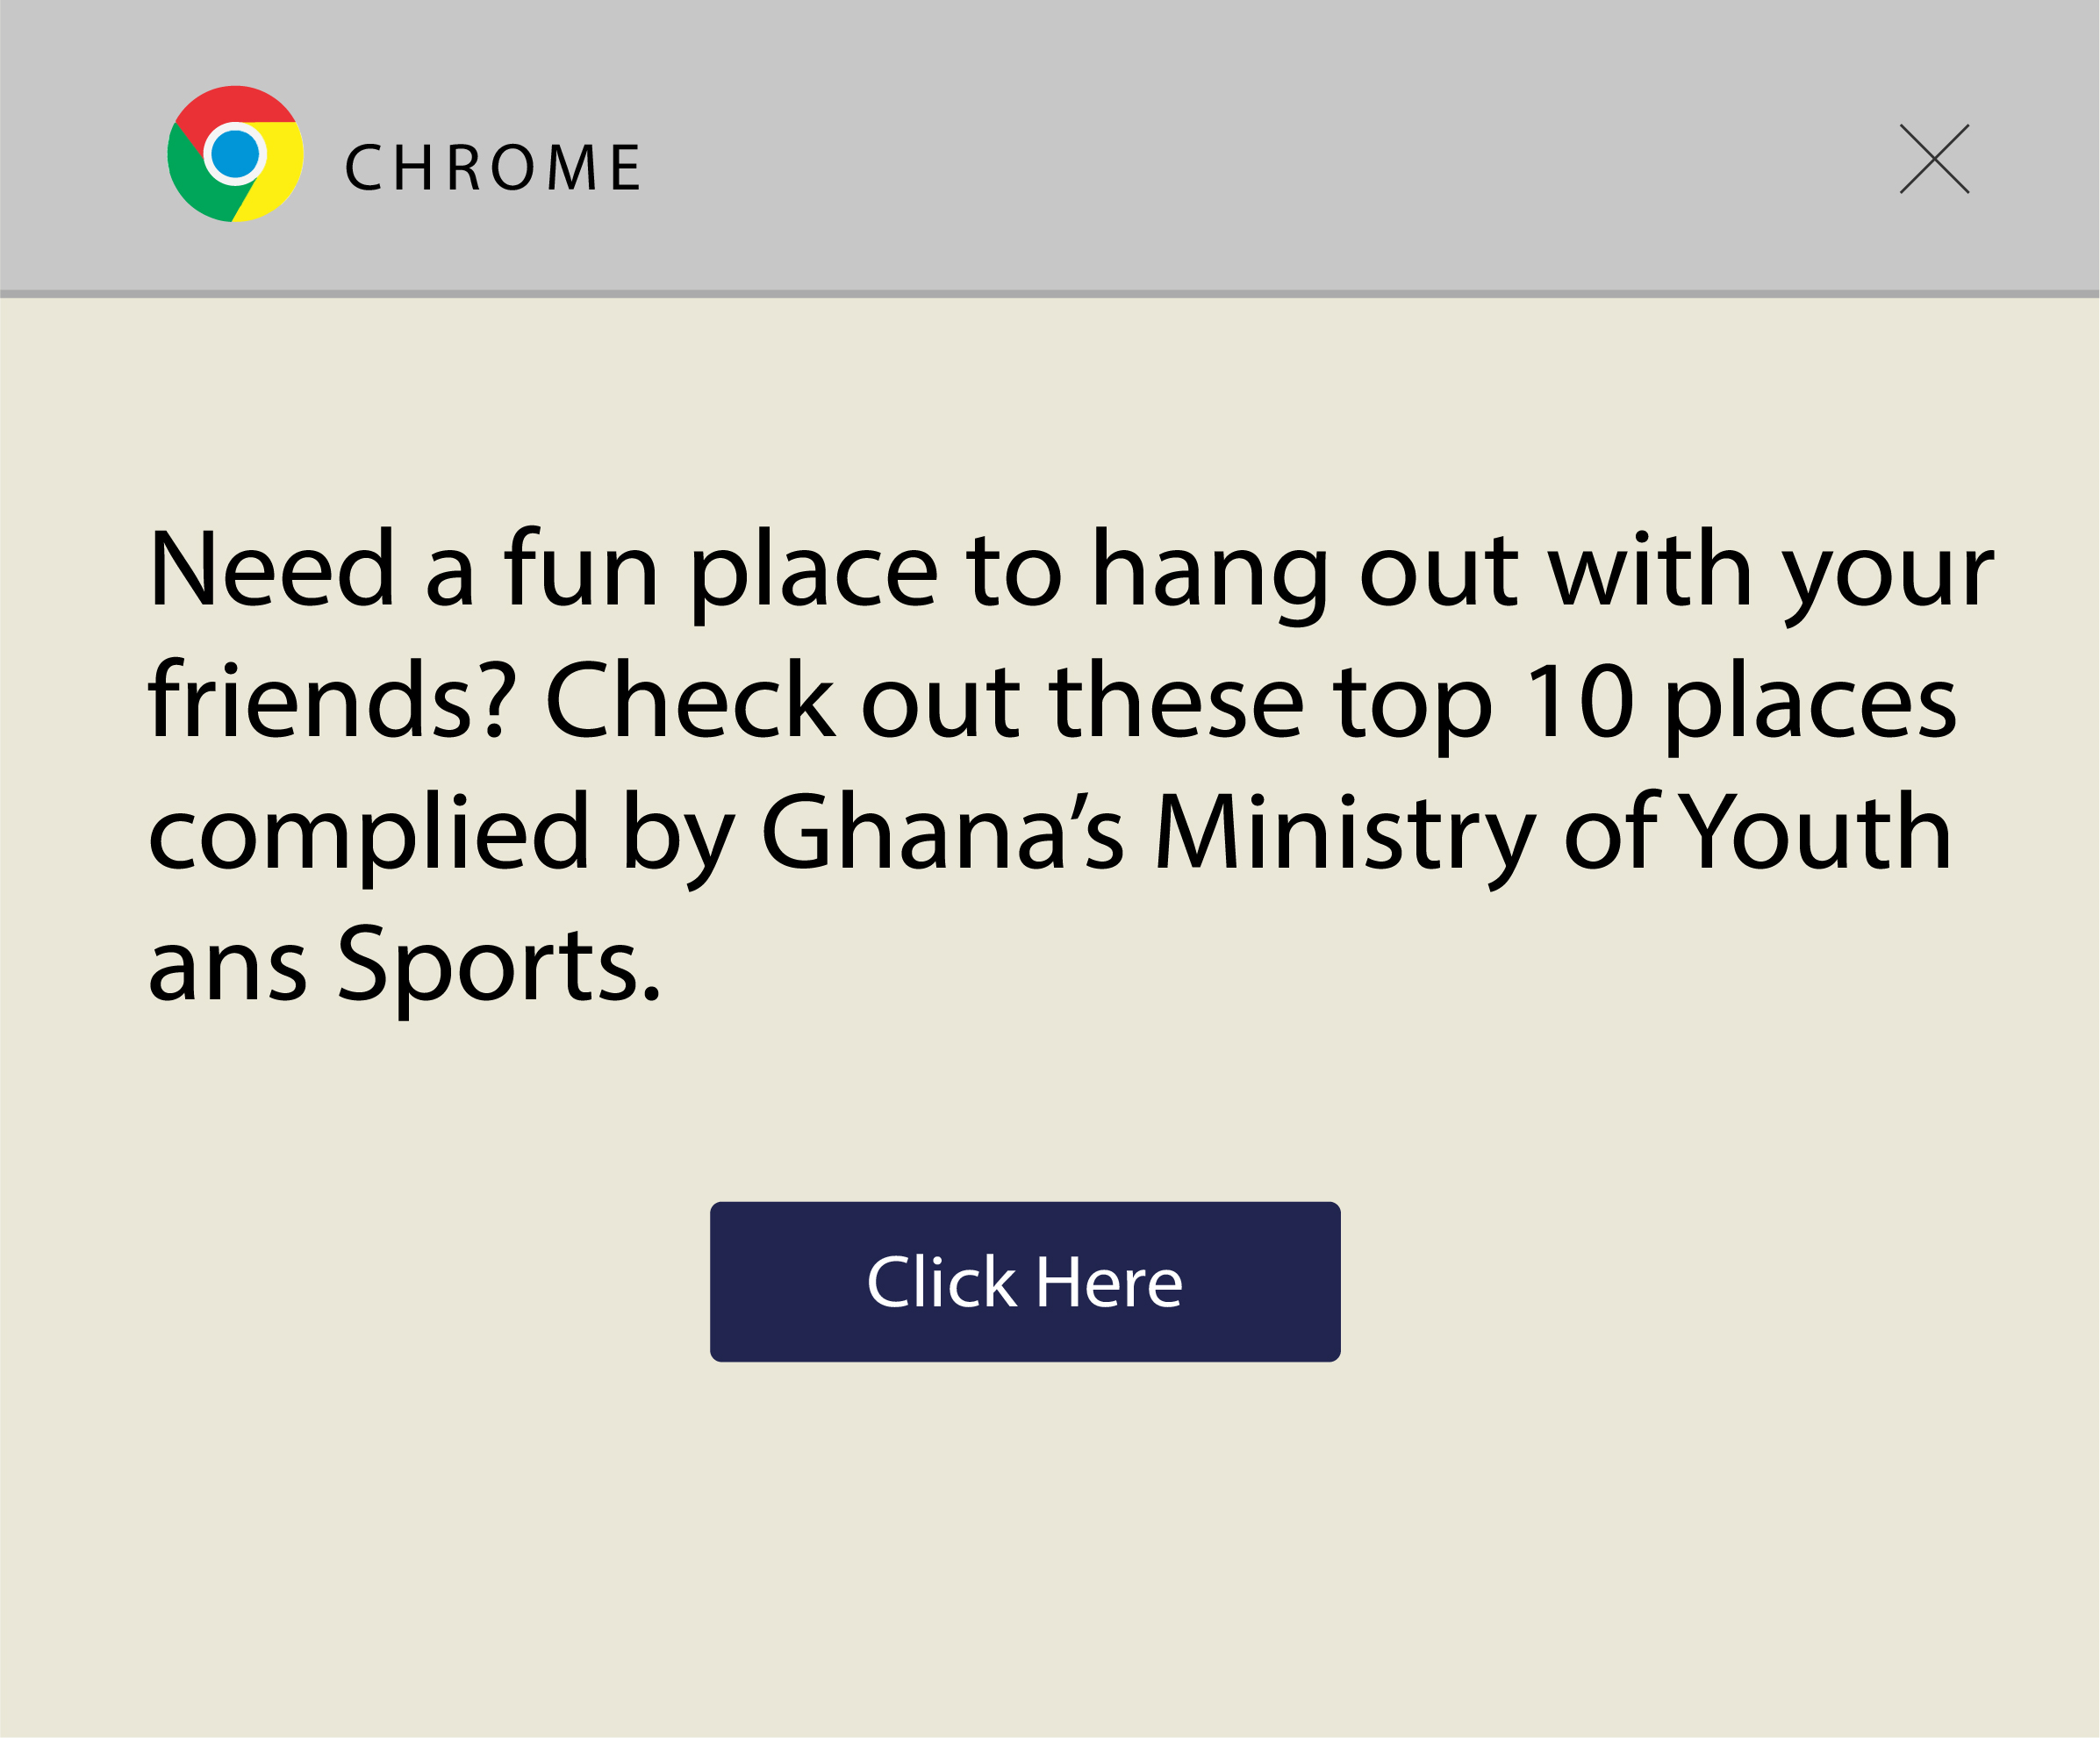 CHROME
Need a fun place to hang out with your
friends? Check out these top 10 places
complied by Ghana’s Ministry of Youth
ans Sports.
Click Here